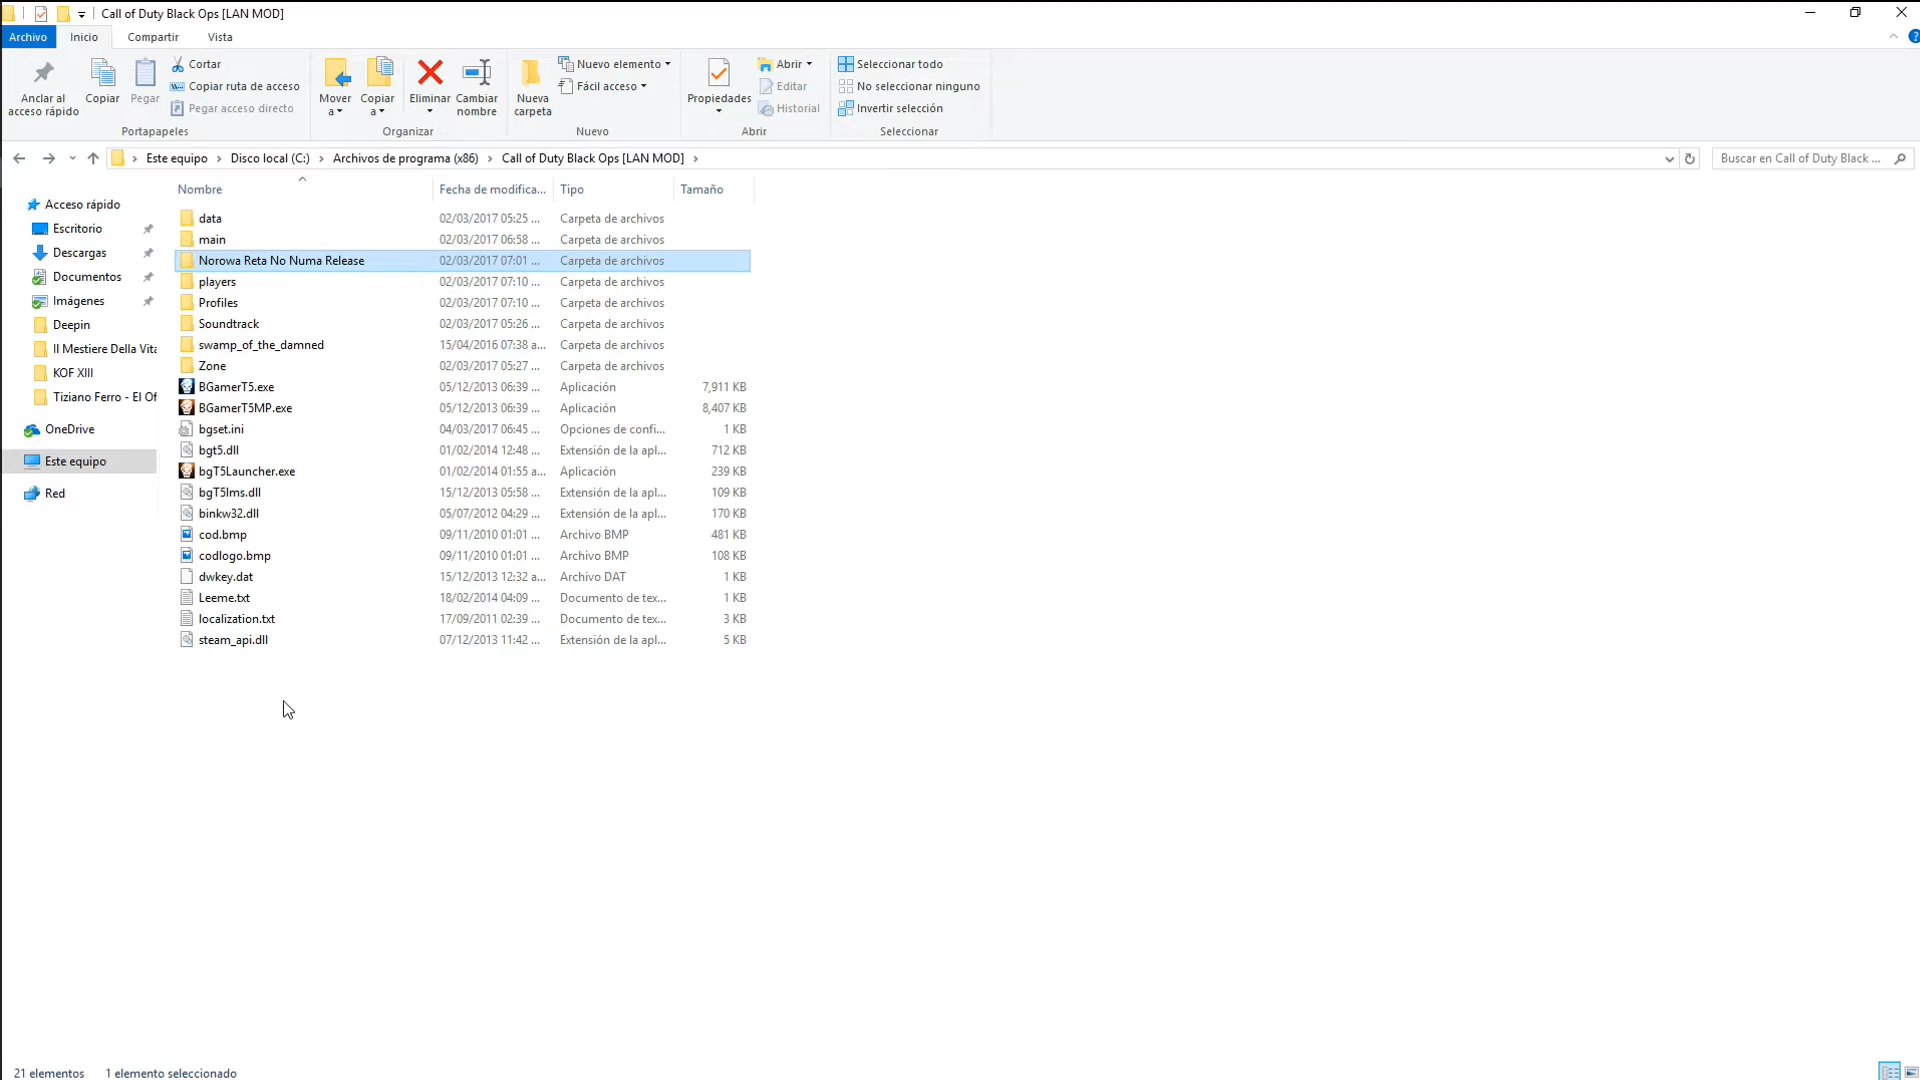 Call of Duty Black Ops [LAN MOD]
Archivo Inicio Compartir Vista
Anclar al acceso rápido
Copiar
Pegar
Cortar
Copiar ruta de acceso
Pegar acceso directo
Portapapeles
Mover a
Copiar a
Eliminar
Cambiar nombre
Organizar
Nueva carpeta
Nuevo elemento
Fácil acceso
Nuevo
Propiedades
Abrir
Editar
Historial
Abrir
Seleccionar todo
No seleccionar ninguno
Invertir selección
Seleccionar
Este equipo > Disco local (C:) > Archivos de programa (x86) > Call of Duty Black Ops [LAN MOD] >
Buscar en Call of Duty Black ...
Acceso rápido
Escritorio
Descargas
Documentos
Imágenes
Deepin
Il Mestiere Della Vita
KOF XIII
Tiziano Ferro - El Of
OneDrive
Este equipo
Red
Nombre Fecha de modifica... Tipo Tamaño
data 02/03/2017 05:25 ... Carpeta de archivos
main 02/03/2017 06:58 ... Carpeta de archivos
Norowa Reta No Numa Release 02/03/2017 07:01 ... Carpeta de archivos
players 02/03/2017 07:10 ... Carpeta de archivos
Profiles 02/03/2017 07:10 ... Carpeta de archivos
Soundtrack 02/03/2017 05:26 ... Carpeta de archivos
swamp_of_the_damned 15/04/2016 07:38 a... Carpeta de archivos
Zone 02/03/2017 05:27 ... Carpeta de archivos
BGamerT5.exe 05/12/2013 06:39 ... Aplicación 7,911 KB
BGamerT5MP.exe 05/12/2013 06:39 ... Aplicación 8,407 KB
bgset.ini 04/03/2017 06:45 ... Opciones de confi... 1 KB
bgt5.dll 01/02/2014 12:48 ... Extensión de la apl... 712 KB
bgT5Launcher.exe 01/02/2014 01:55 a... Aplicación 239 KB
bgT5lms.dll 15/12/2013 05:58 ... Extensión de la apl... 109 KB
binkw32.dll 05/07/2012 04:29 ... Extensión de la apl... 170 KB
cod.bmp 09/11/2010 01:01 ... Archivo BMP 481 KB
codlogo.bmp 09/11/2010 01:01 ... Archivo BMP 108 KB
dwkey.dat 15/12/2013 12:32 a... Archivo DAT 1 KB
Leeme.txt 18/02/2014 04:09 ... Documento de tex... 1 KB
localization.txt 17/09/2011 02:39 ... Documento de tex... 3 KB
steam_api.dll 07/12/2013 11:42 ... Extensión de la apl... 5 KB
21 elementos 1 elemento seleccionado